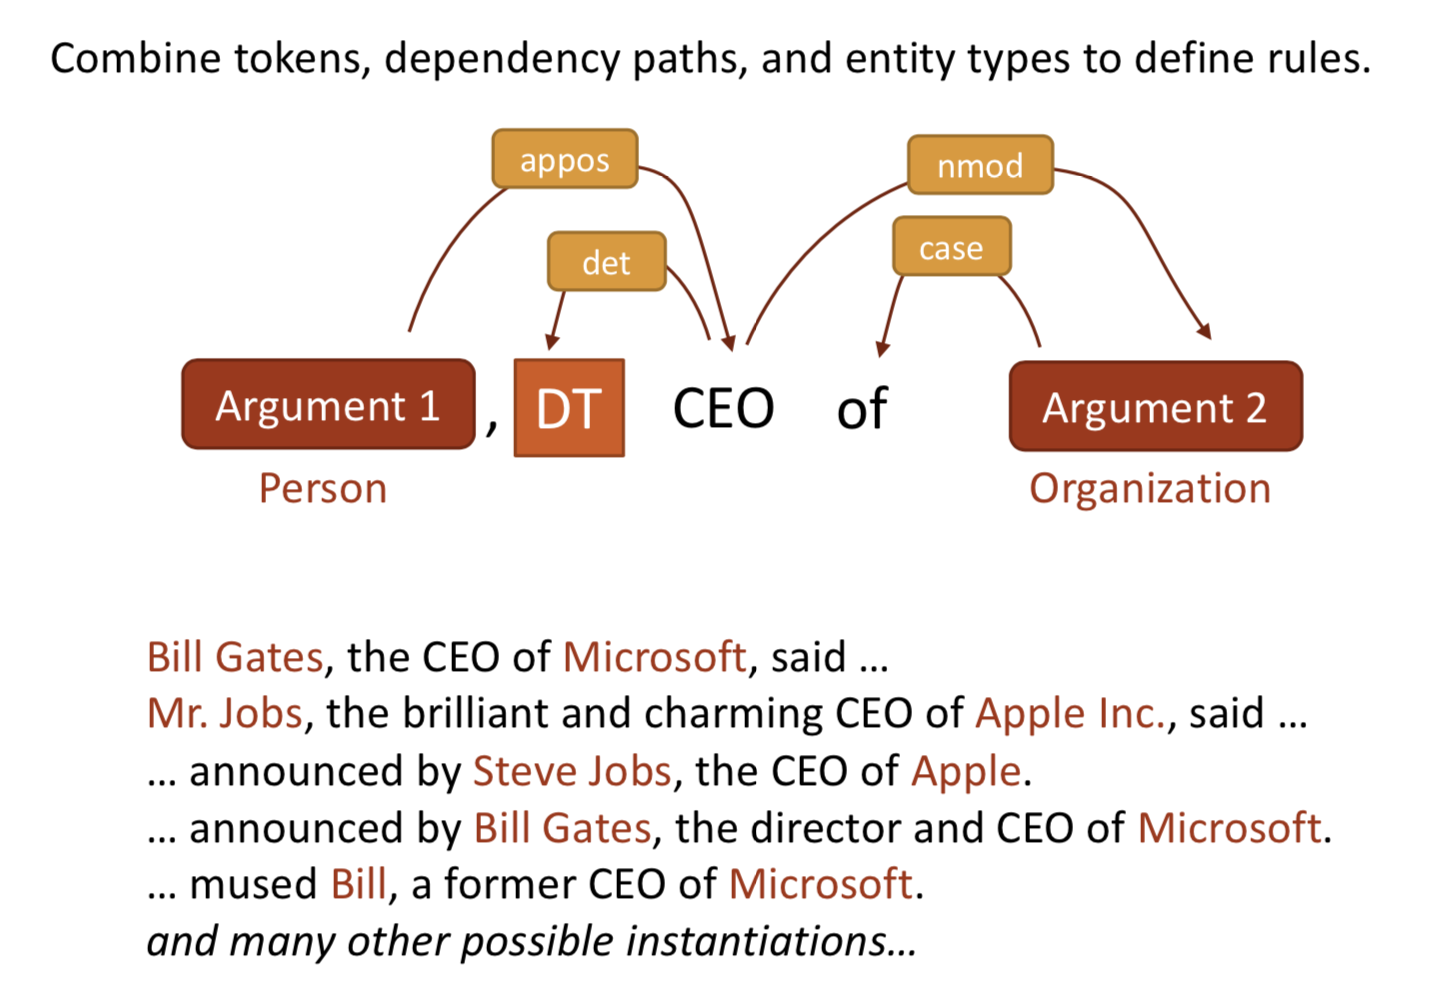 Combine tokens, dependency paths, and entity types to define rules.
appos
nmod
case
det
Argument 1 , DT CEO of Argument 2
Person
Organization
Bill Gates, the CEO of Microsoft, said …
Mr. Jobs, the brilliant and charming CEO of Apple Inc., said …
… announced by Steve Jobs, the CEO of Apple.
… announced by Bill Gates, the director and CEO of Microsoft.
… mused Bill, a former CEO of Microsoft.
and many other possible instantiations…